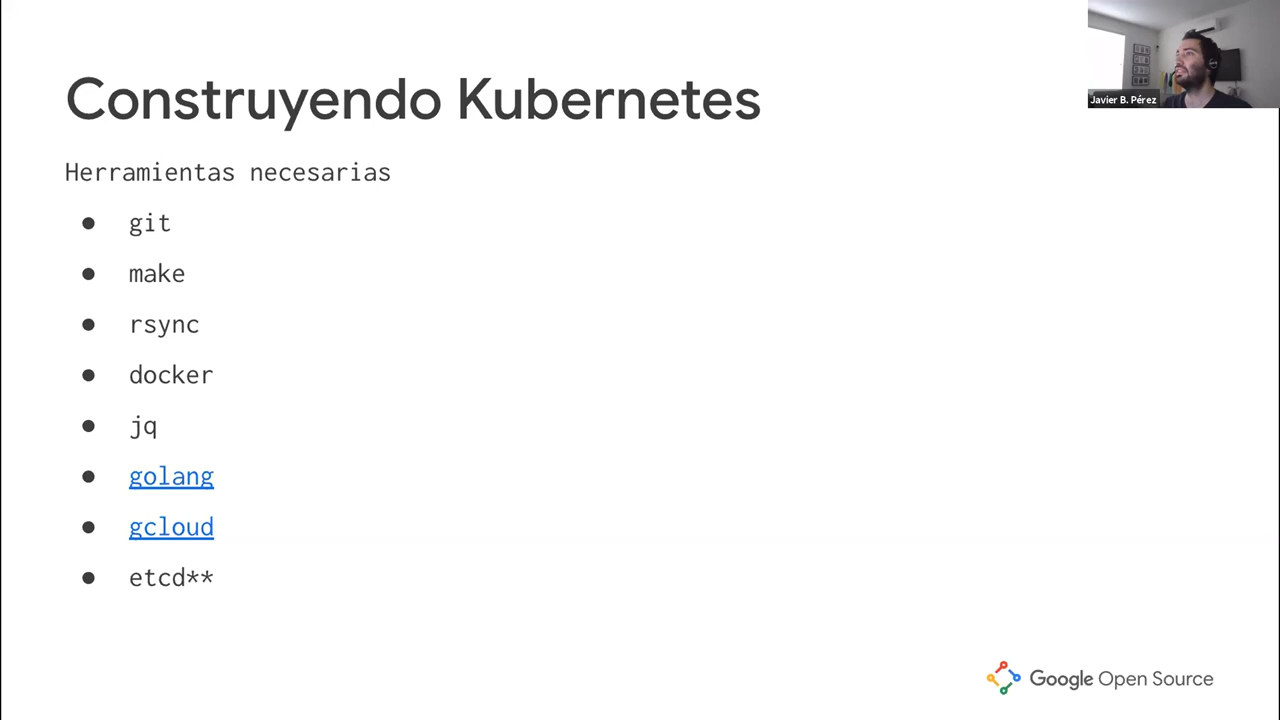 Construyendo Kubernetes
Javier B. Pérez
Herramientas necesarias
● git
● make
● rsync
● docker
● jq
● golang
● gcloud
● etcd**
Google Open Source